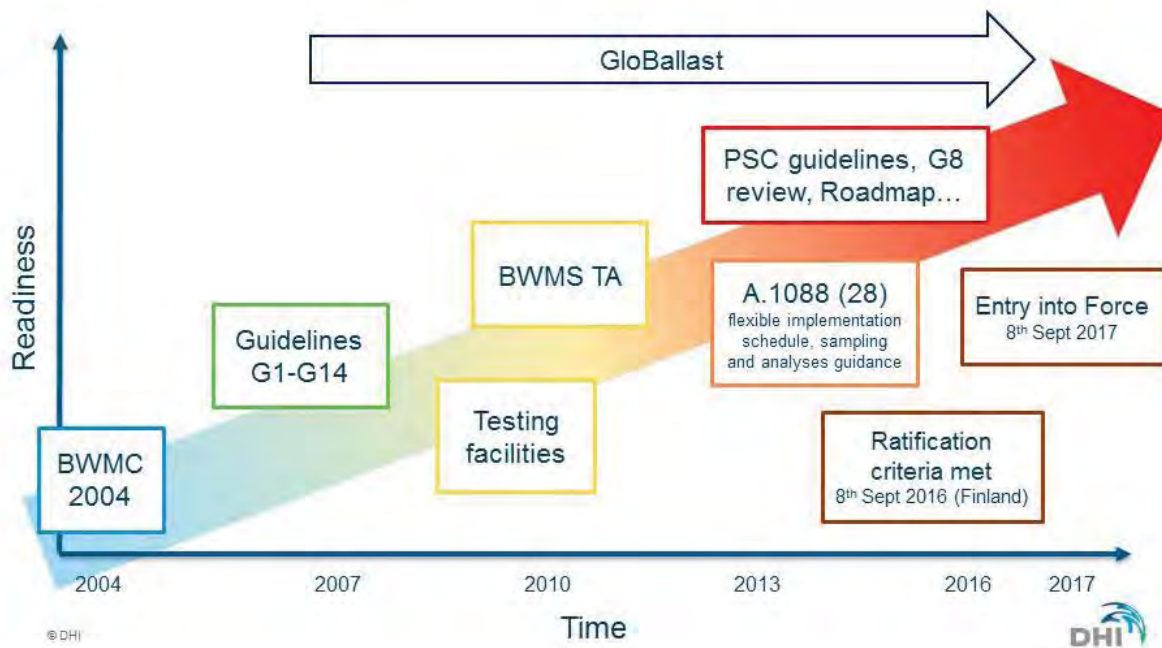 GloBallast
PSC guidelines, G8
review, Roadmap…
Readiness
BWMS TA
A.1088 (28)
flexible implementation
schedule, sampling
and analyses guidance
Entry into Force
8th Sept 2017
Guidelines
G1-G14
Testing
facilities
BWMC
2004
Ratification
criteria met
8th Sept 2016 (Finland)
2004 2007 2010 2013 2016 2017
Time
© DHI
DHI